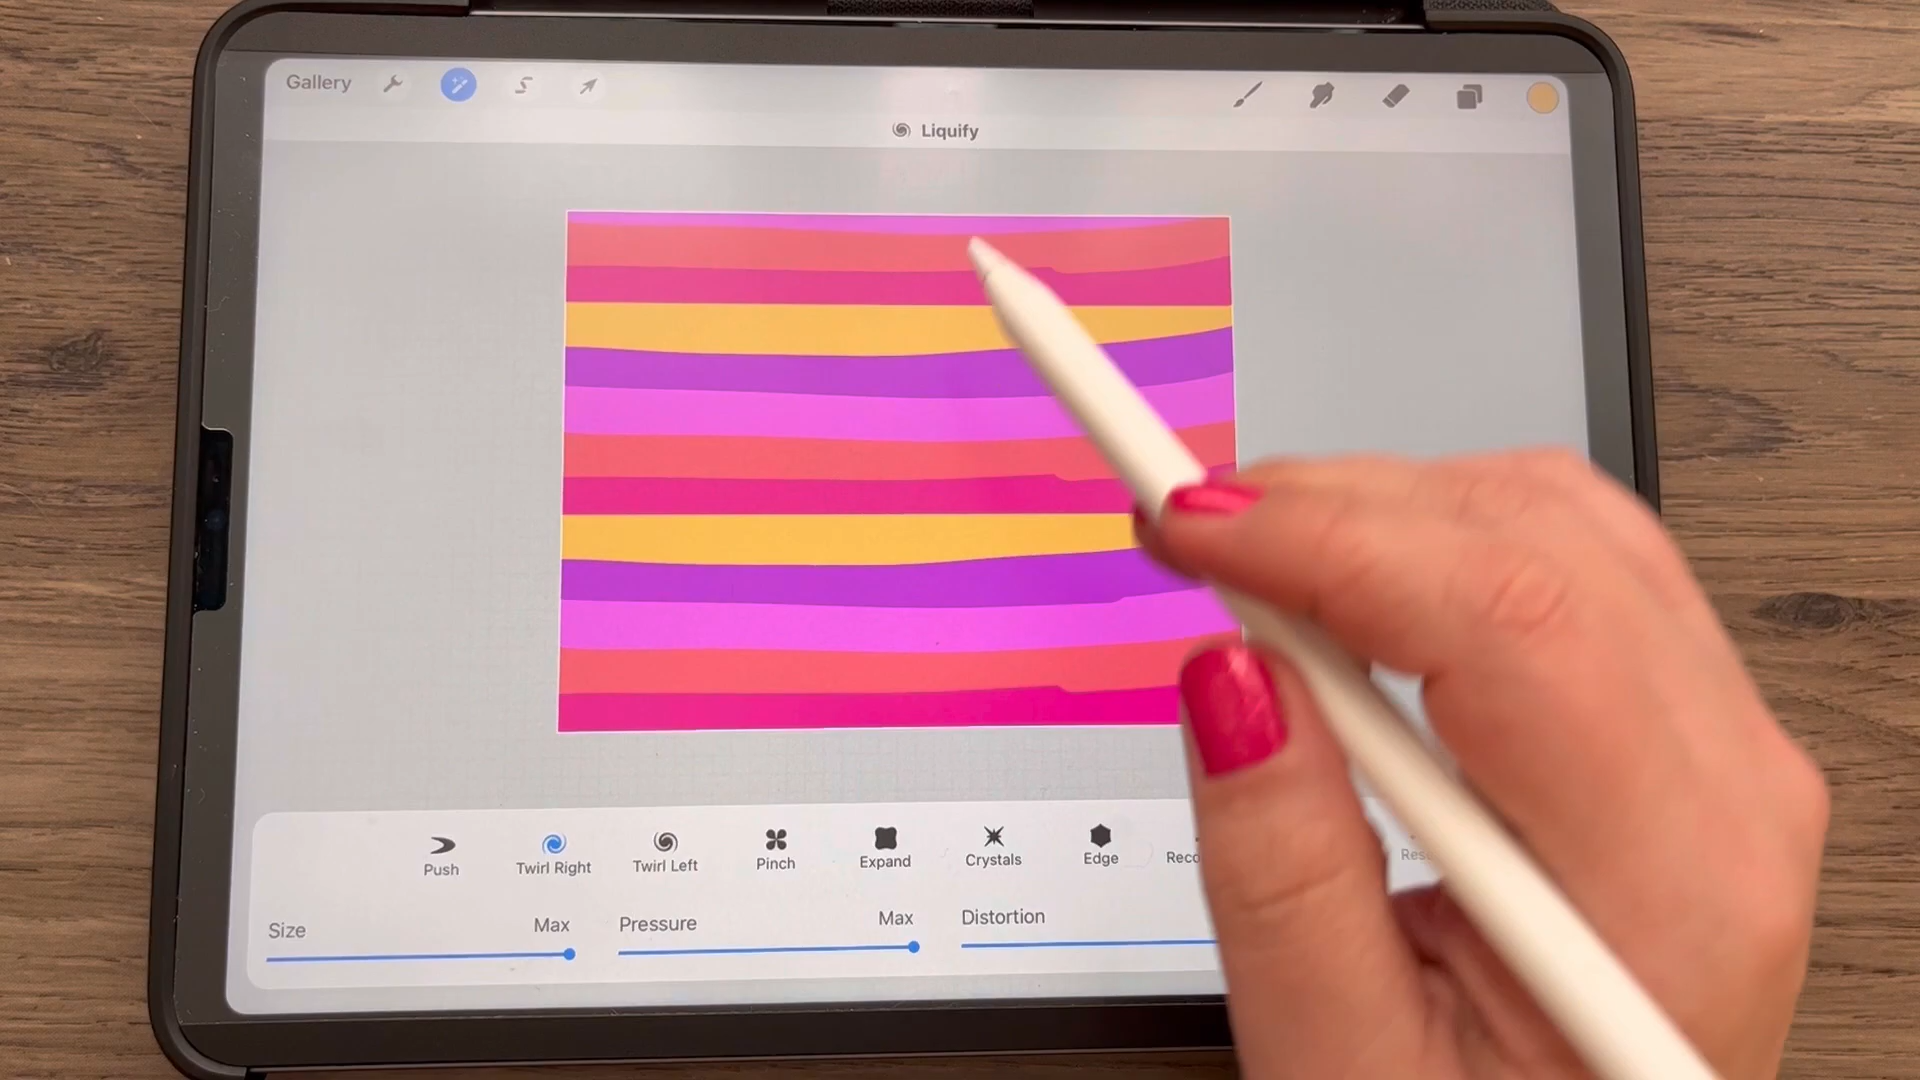 Gallery
Liquify
Push
Twirl Right
Twirl Left
Pinch
Expand
Crystals
Edge
Size
Max
Pressure
Max
Distortion